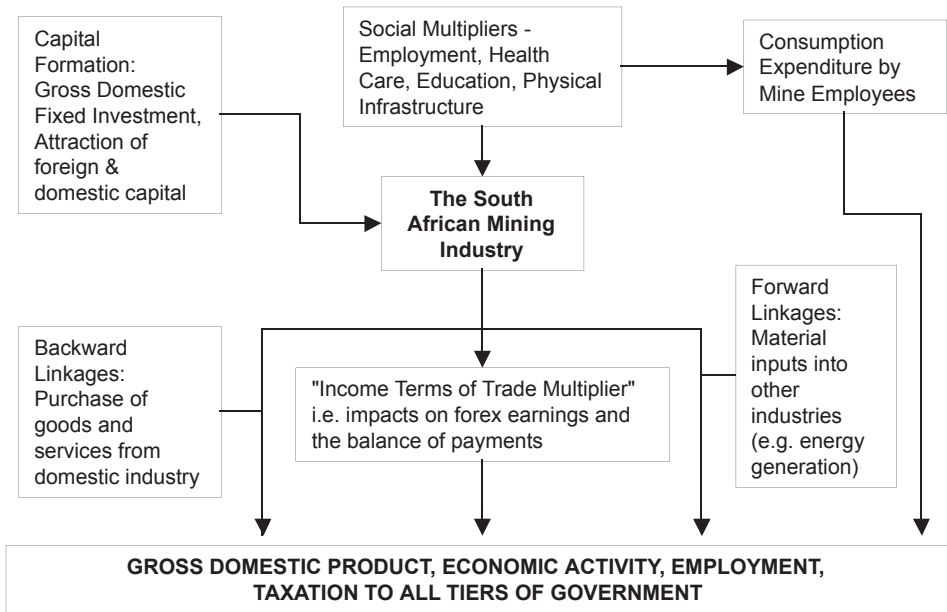 Capital
Formation:
Gross Domestic
Fixed Investment,
Attraction of
foreign &
domestic capital
Social Multipliers -
Employment, Health
Care, Education, Physical
Infrastructure
Consumption
Expenditure by
Mine Employees
The South
African Mining
Industry
Backward
Linkages:
Purchase of
goods and
services from
domestic industry
"Income Terms of Trade Multiplier"
i.e. impacts on forex earnings and
the balance of payments
Forward
Linkages:
Material
inputs into
other
industries
(e.g. energy
generation)
GROSS DOMESTIC PRODUCT, ECONOMIC ACTIVITY, EMPLOYMENT,
TAXATION TO ALL TIERS OF GOVERNMENT